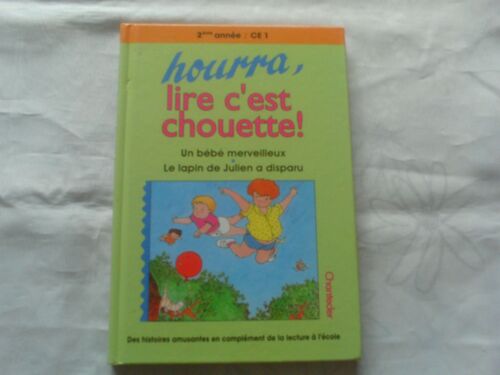 2ème année : CE 1
hourra,
lire c'est
chouette!
Un bébé merveilleux
•
Le lapin de Julien a disparu
Chantecler
Des histoires amusantes en complément de la lecture à l'école